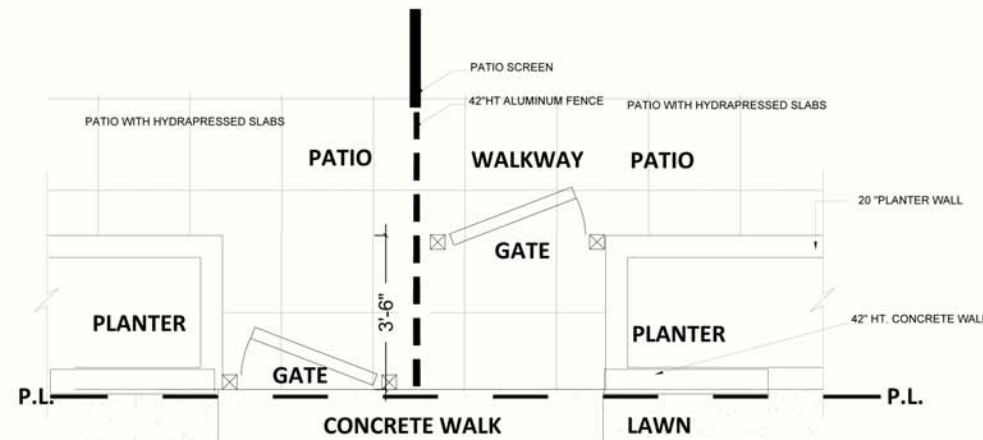 PATIO SCREEN
42"HT ALUMINUM FENCE
PATIO WITH HYDRAPRESSED SLABS
PATIO WITH HYDRAPRESSED SLABS
PATIO
WALKWAY
PATIO
20 "PLANTER WALL
GATE
3'-6"
PLANTER
PLANTER
42" HT. CONCRETE WALL
GATE
P.L.
P.L.
CONCRETE WALK
LAWN